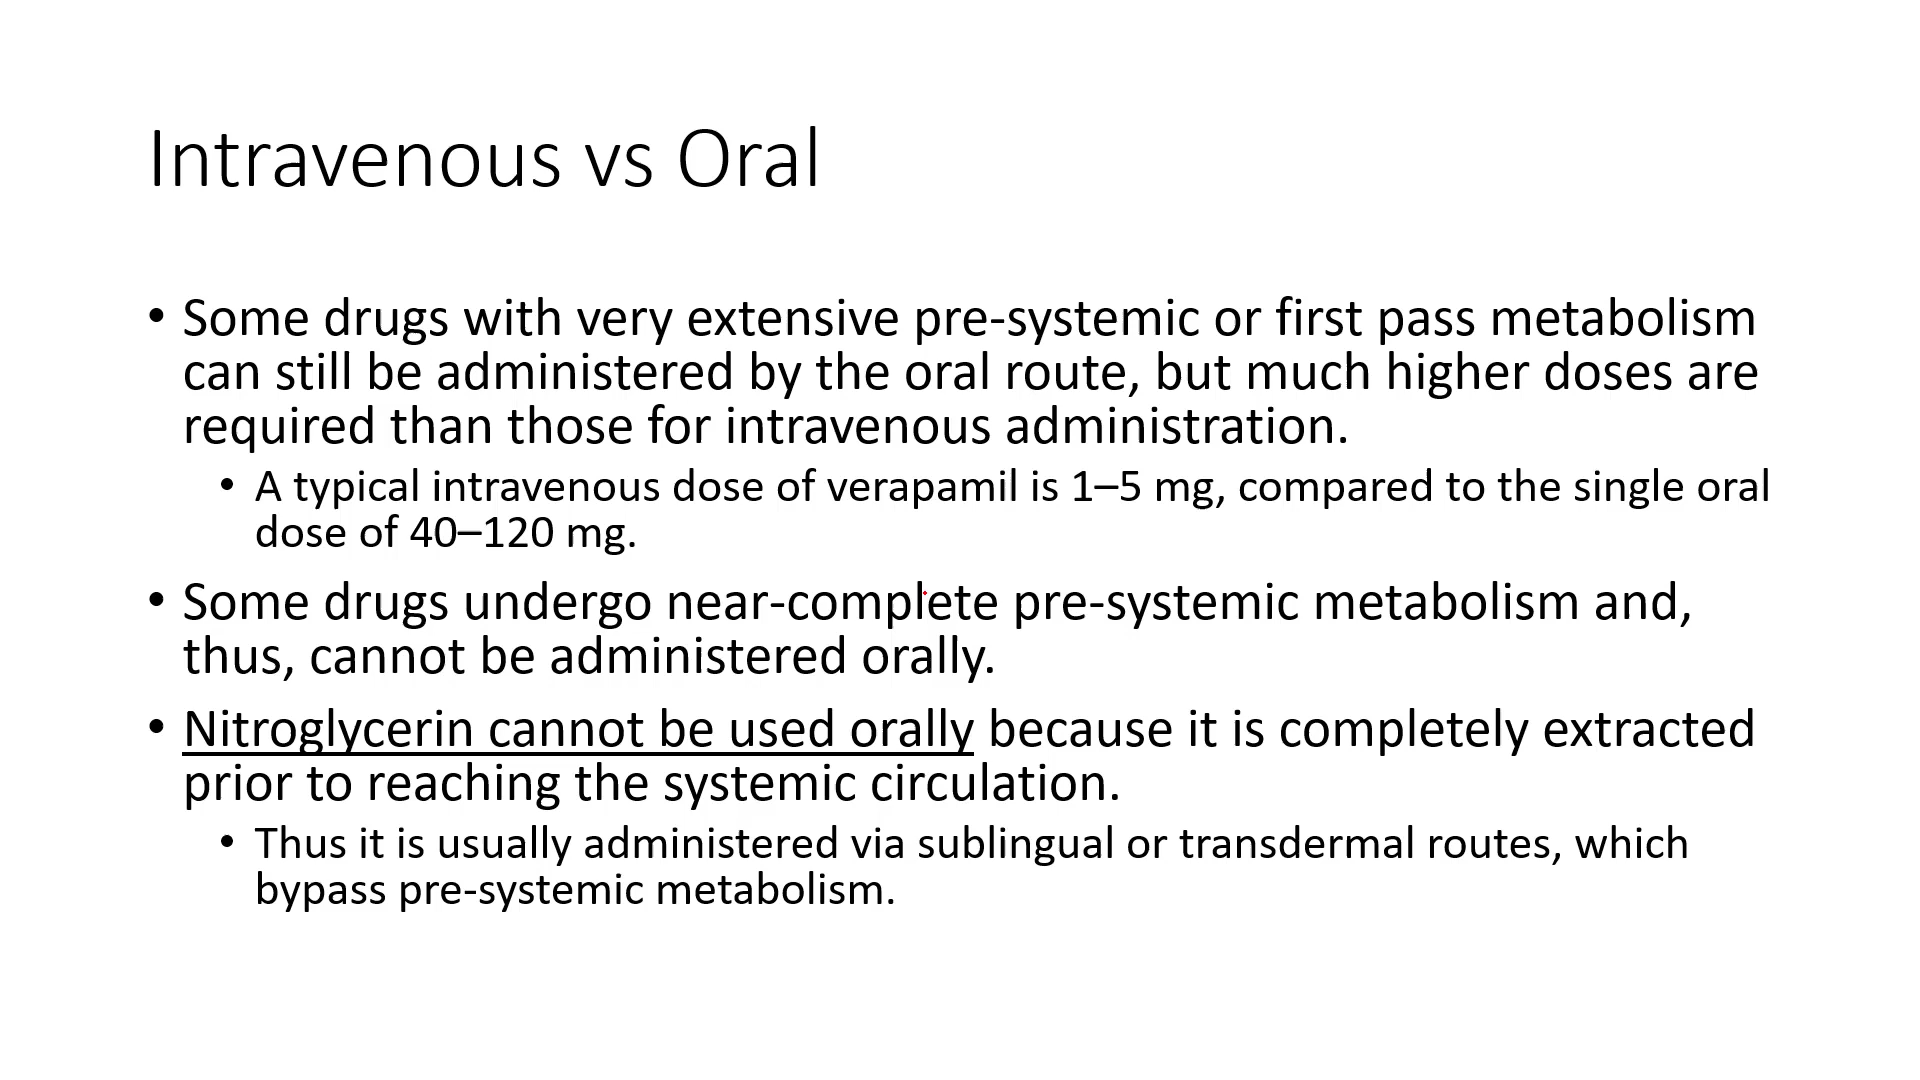 Intravenous vs Oral
• Some drugs with very extensive pre-systemic or first pass metabolism
can still be administered by the oral route, but much higher doses are
required than those for intravenous administration.
• A typical intravenous dose of verapamil is 1–5 mg, compared to the single oral
dose of 40–120 mg.
• Some drugs undergo near-complete pre-systemic metabolism and,
thus, cannot be administered orally.
• Nitroglycerin cannot be used orally because it is completely extracted
prior to reaching the systemic circulation.
• Thus it is usually administered via sublingual or transdermal routes, which
bypass pre-systemic metabolism.